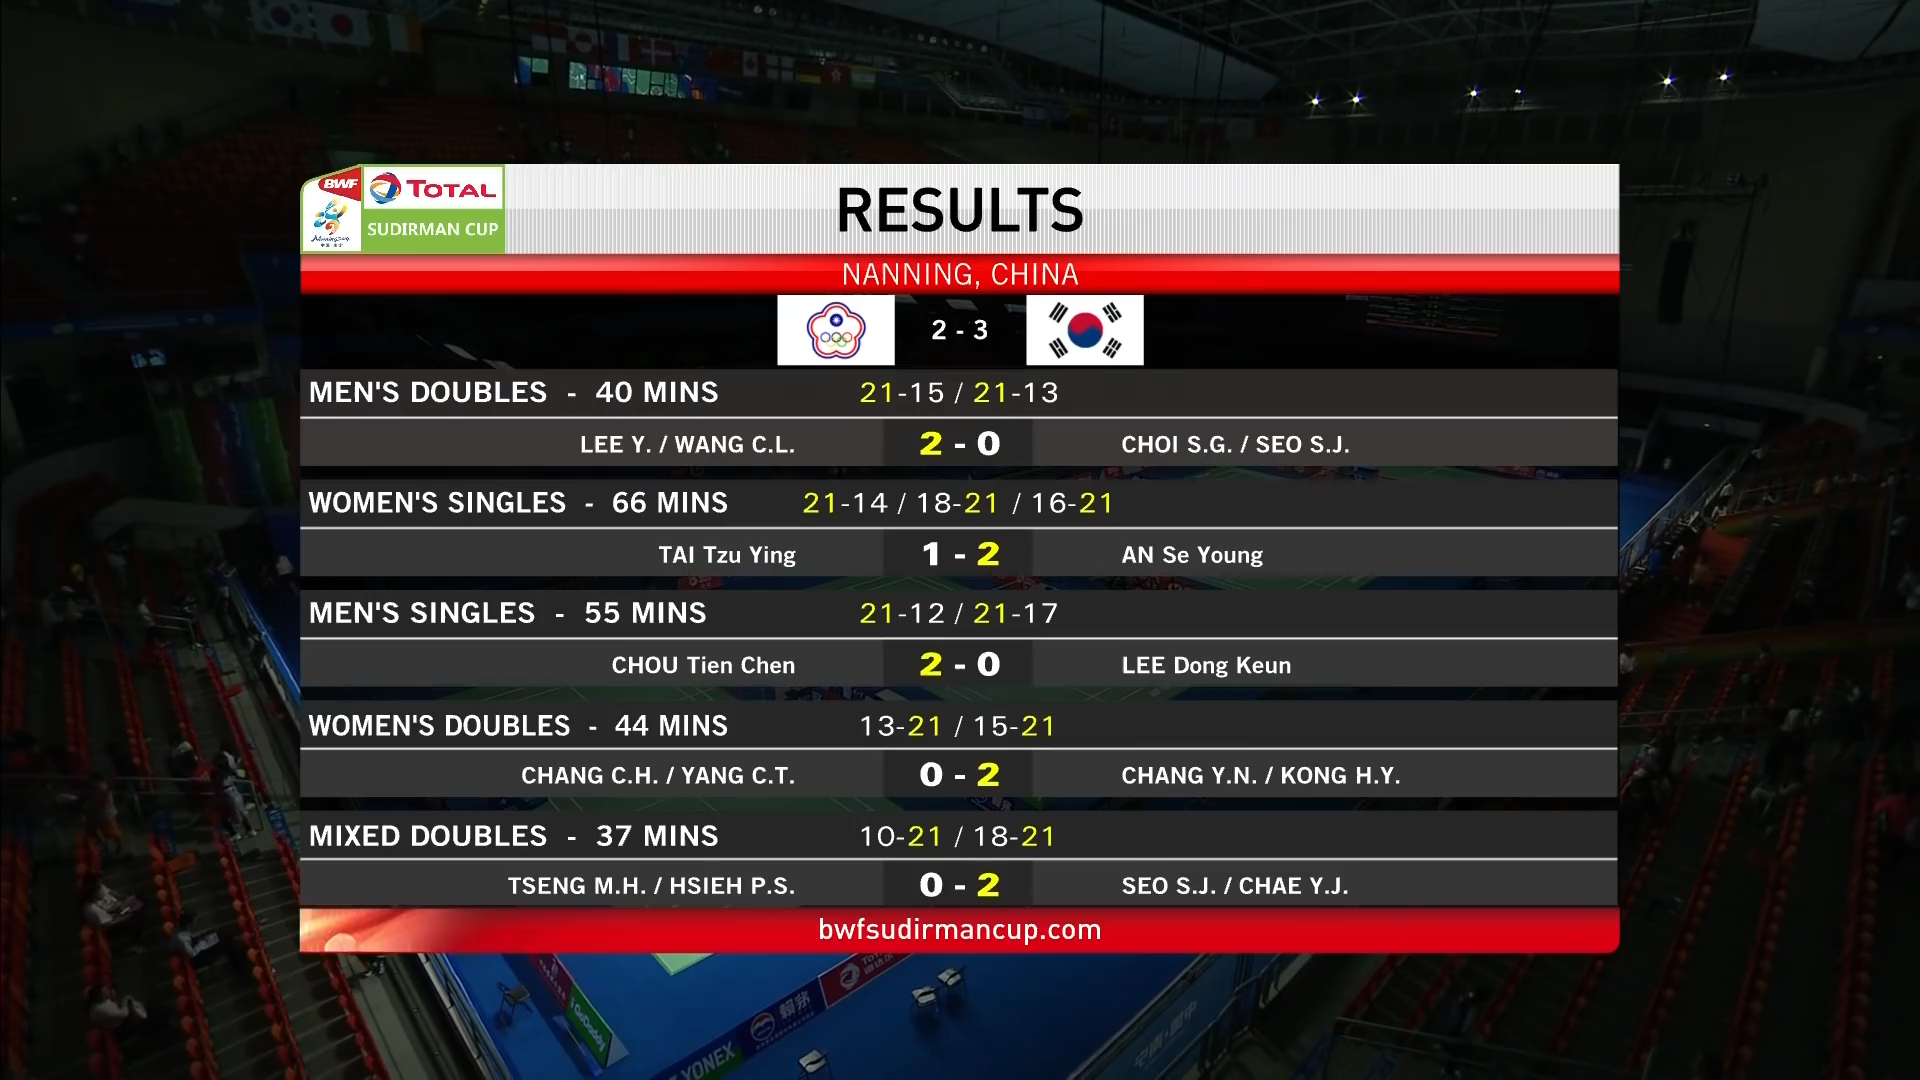 BWF
TOTAL
SUDIRMAN CUP
RESULTS
NANNING, CHINA
2 - 3
MEN'S DOUBLES - 40 MINS 21-15 / 21-13
LEE Y. / WANG C.L. 2 - 0 CHOI S.G. / SEO S.J.
WOMEN'S SINGLES - 66 MINS 21-14 / 18-21 / 16-21
TAI Tzu Ying 1 - 2 AN Se Young
MEN'S SINGLES - 55 MINS 21-12 / 21-17
CHOU Tien Chen 2 - 0 LEE Dong Keun
WOMEN'S DOUBLES - 44 MINS 13-21 / 15-21
CHANG C.H. / YANG C.T. 0 - 2 CHANG Y.N. / KONG H.Y.
MIXED DOUBLES - 37 MINS 10-21 / 18-21
TSENG M.H. / HSIEH P.S. 0 - 2 SEO S.J. / CHAE Y.J.
bwfsudirmancup.com
TOTAL
YONEX